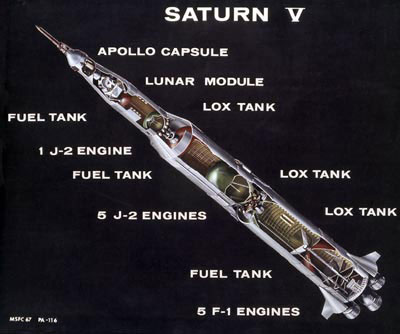 SATURN V
APOLLO CAPSULE
LUNAR MODULE
LOX TANK
FUEL TANK
1 J-2 ENGINE
FUEL TANK
LOX TANK
5 J-2 ENGINES
LOX TANK
FUEL TANK
5 F-1 ENGINES
MSFC 67 PA-116